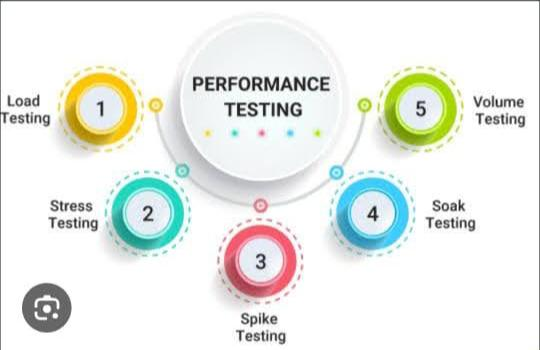 PERFORMANCE
TESTING
1
Load
Testing
2
Stress
Testing
3
Spike
Testing
4
Soak
Testing
5
Volume
Testing